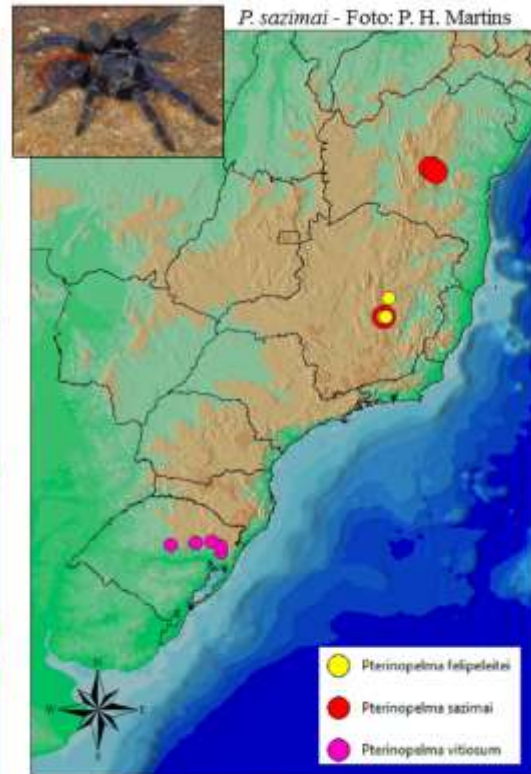 P. sazimai - Foto: P. H. Martins
Pterinopelma felipeleitei
Pterinopelma sazimai
Pterinopelma vitiosum
W
E
S